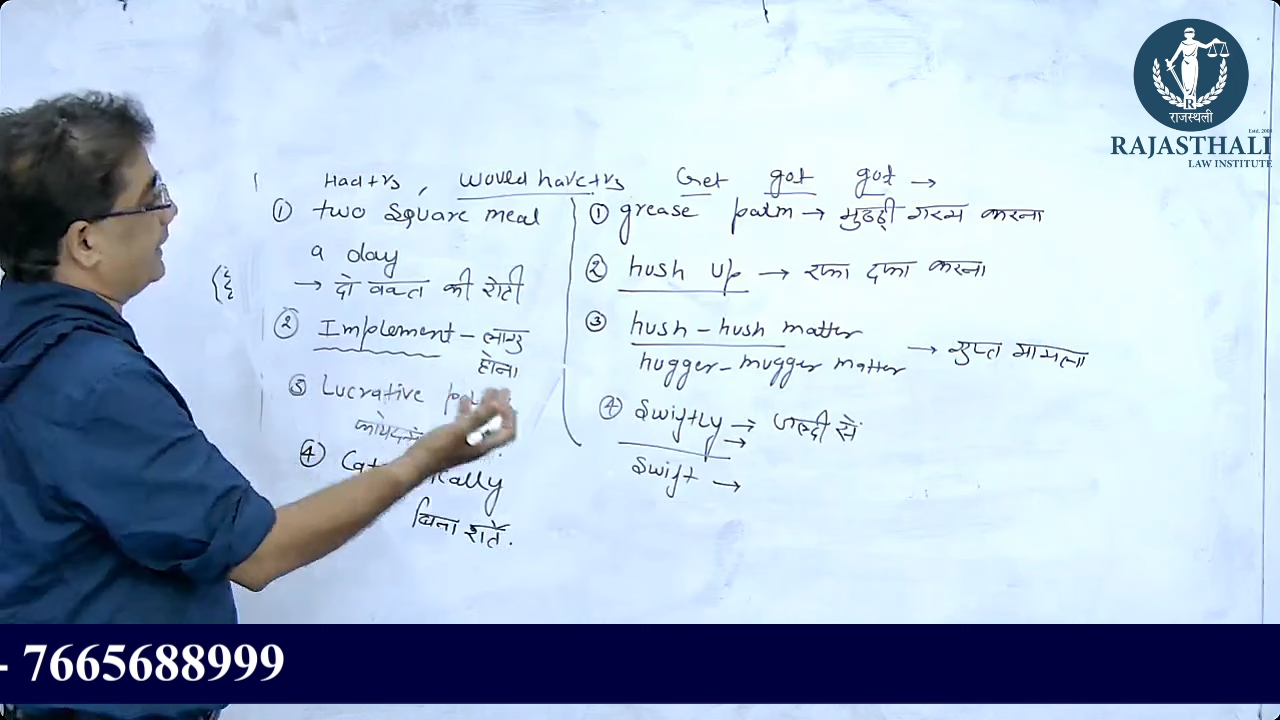 Had+v3, would have+v3 Get got got →
① two square meal
a day
→ दो वक्त की रोटी
② Implement – लागु
होना
③ Lucrative
④
बिना शर्त.
① grease palm → मुठ्ठी गरम करना
② hush up → रफा दफा करना
③ hush – hush matter
hugger – mugger matter → गुप्त मामला
④ Swiftly → जल्दी से
→
Swift →
राजस्थली
Estd. 2001
RAJASTHALI
LAW INSTITUTE
- 7665688999